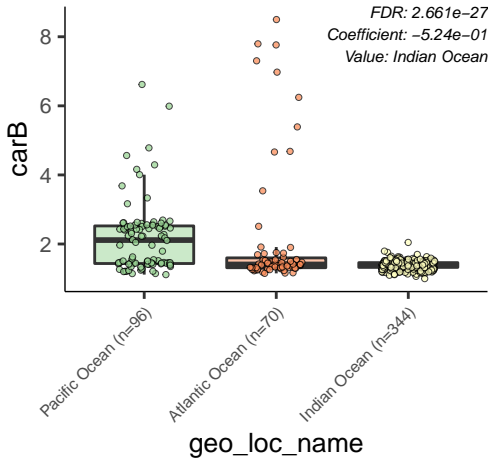 FDR: 2.661e−27
Coefficient: −5.24e−01
Value: Indian Ocean
carB
8
6
4
2
Pacific Ocean (n=96)
Atlantic Ocean (n=70)
Indian Ocean (n=344)
geo_loc_name